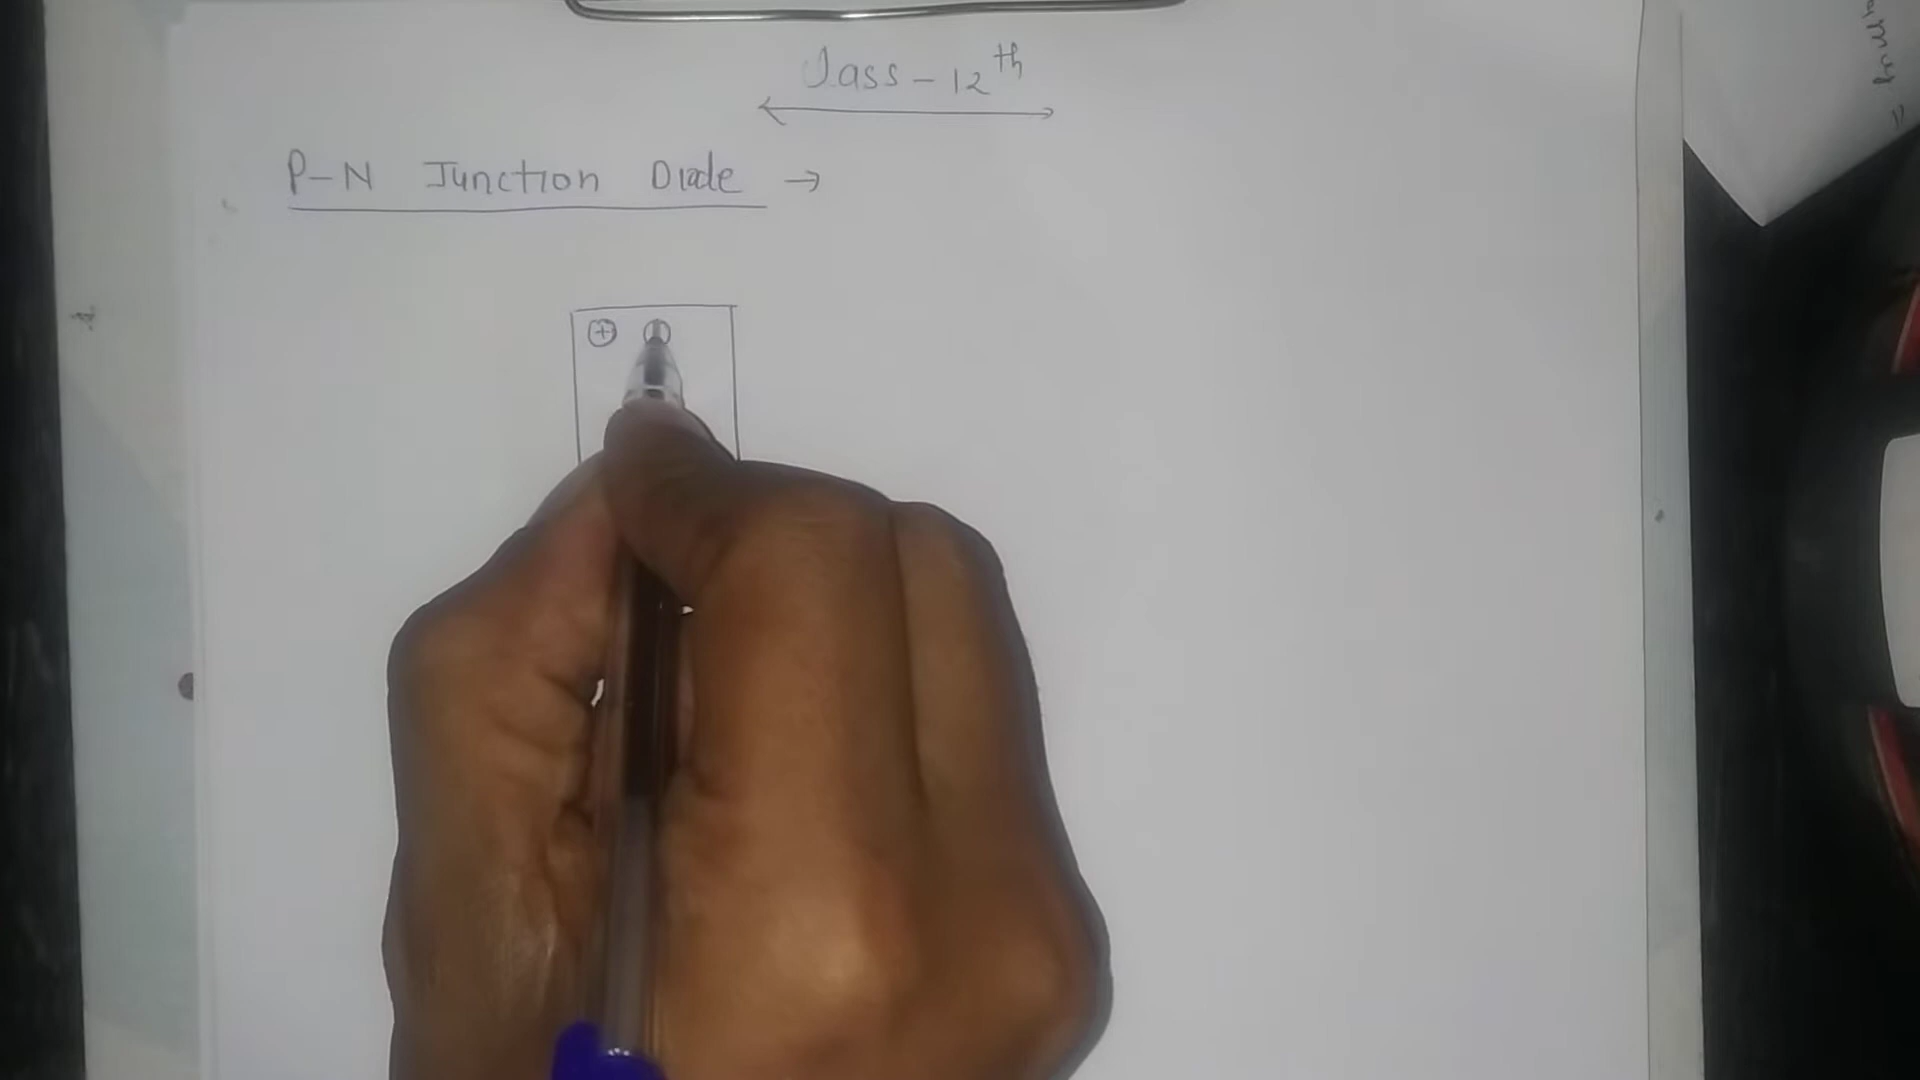 Class - 12th
P-N Junction Diode →
⊕